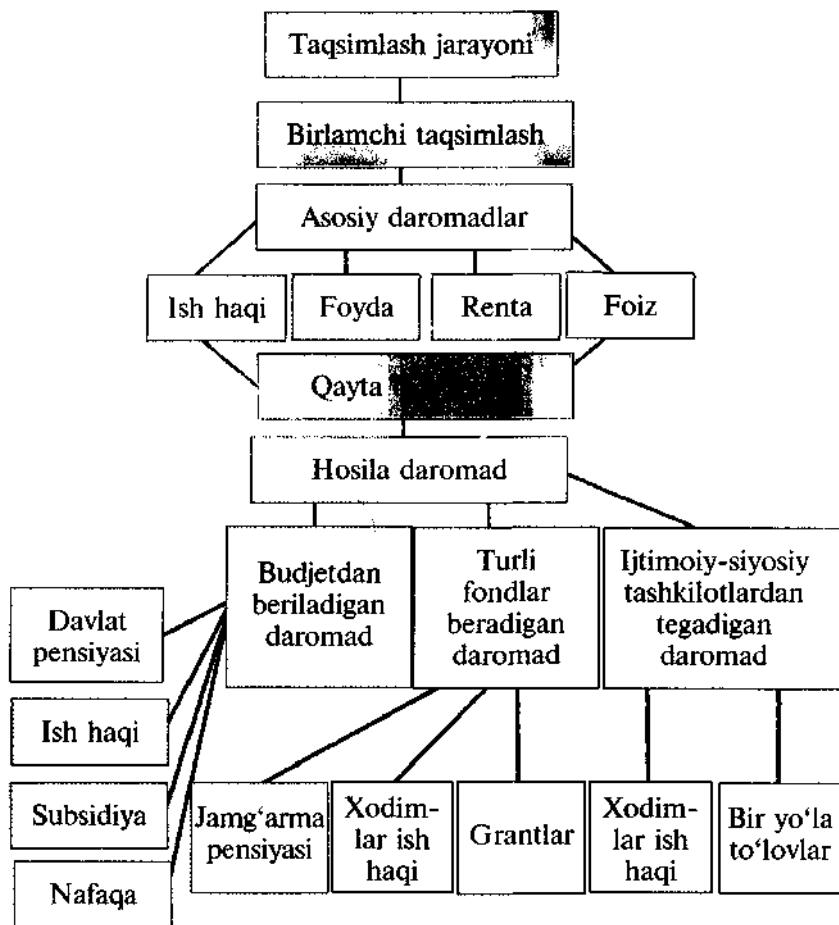 Taqsimlash jarayoni
Birlamchi taqsimlash
Asosiy daromadlar
Ish haqi
Foyda
Renta
Foiz
Qayta
Hosila daromad
Budjetdan
beriladigan
daromad
Turli
fondlar
beradigan
daromad
Ijtimoiy-siyosiy
tashkilotlardan
tegadigan
daromad
Davlat
pensiyasi
Ish haqi
Subsidiya
Nafaqa
Jamg‘arma
pensiyasi
Xodim-
lar ish
haqi
Grantlar
Xodim-
lar ish
haqi
Bir yo‘la
to‘lovlar